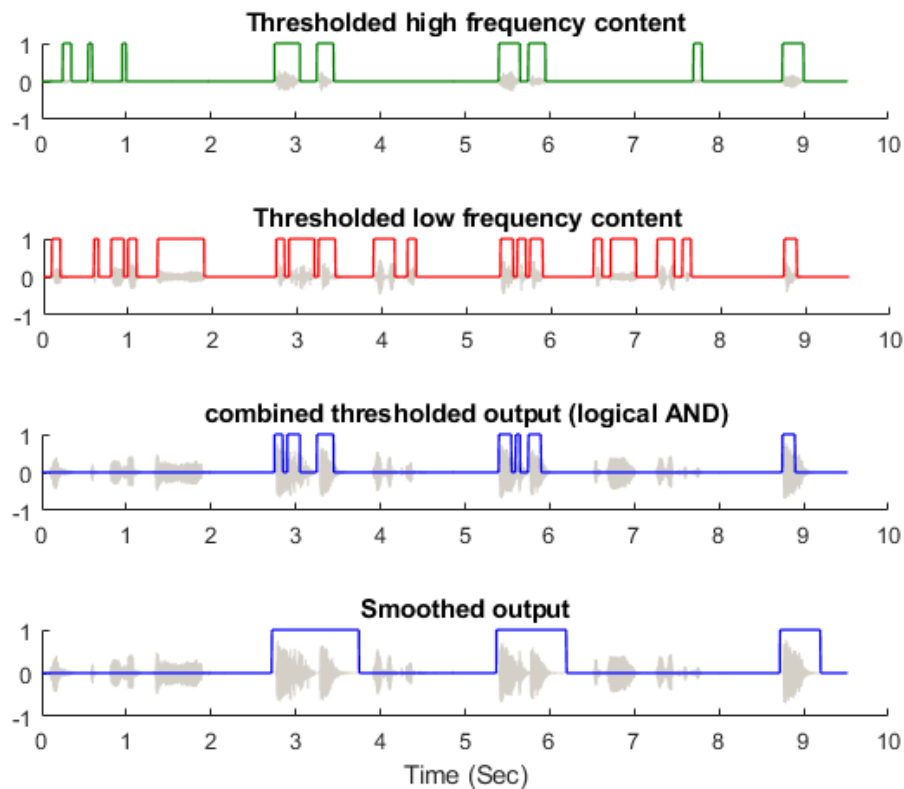 Thresholded high frequency content
1
0
-1
0 1 2 3 4 5 6 7 8 9 10
Thresholded low frequency content
1
0
-1
0 1 2 3 4 5 6 7 8 9 10
combined thresholded output (logical AND)
1
0
-1
0 1 2 3 4 5 6 7 8 9 10
Smoothed output
1
0
-1
0 1 2 3 4 5 6 7 8 9 10
Time (Sec)